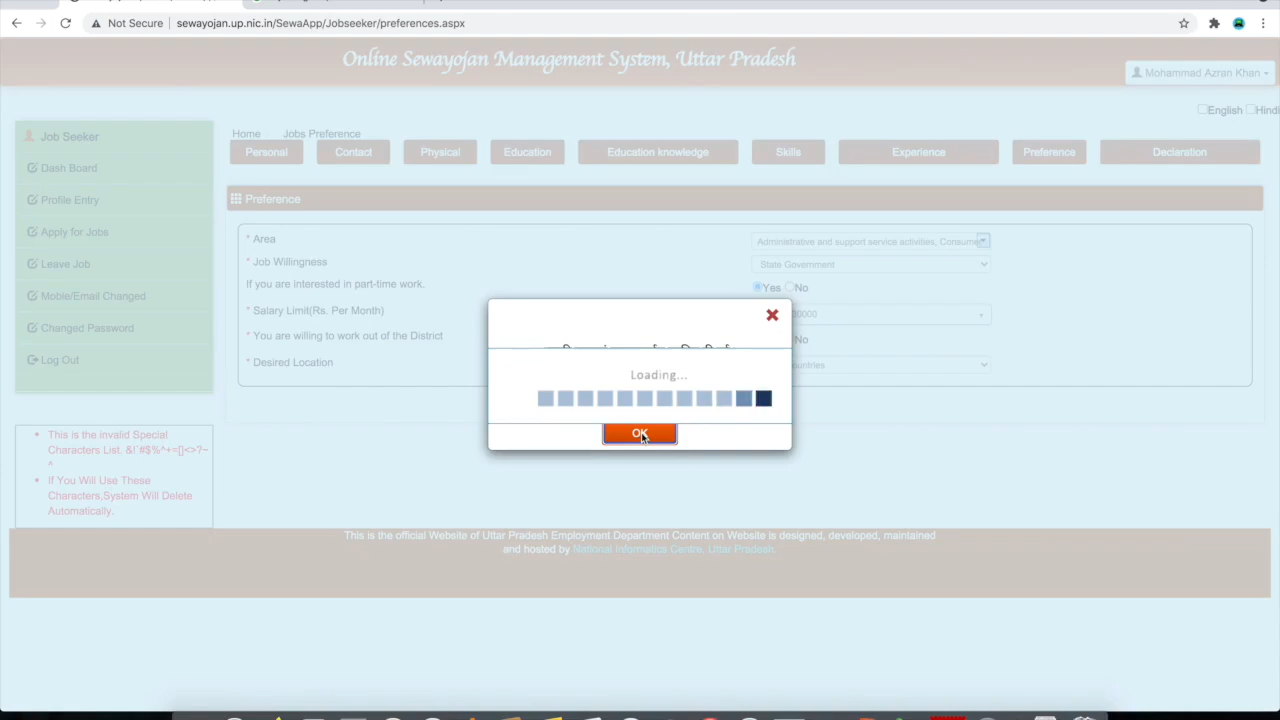 Not Secure
sewayojan.up.nic.in/SewaApp/Jobseeker/preferences.aspx
Online Sewayojan Management System, Uttar Pradesh
Mohammad Azran Khan
English Hindi
Job Seeker
Dash Board
Profile Entry
Apply for Jobs
Leave Job
Moble/Email Changed
Changed Password
Log Out
Home Jobs Preference
Personal Contact Physical Education Education knowledge Skills Experience Preference Declaration
Preference
* Area
Administrative and support service activities, Consume
* Job Willingness
State Government
If you are interested in part-time work.
Yes No
* Salary Limit(Rs. Per Month)
* You are willing to work out of the District
No
* Desired Location
Loading...
OK
This is the invalid Special
Characters List. &!`#$%^+=[]<>?~
^
If You Will Use These
Characters,System Will Delete
Automatically.
This is the official Website of Uttar Pradesh Employment Department Content on Website is designed, developed, maintained
and hosted by National Informatics Centre, Uttar Pradesh.